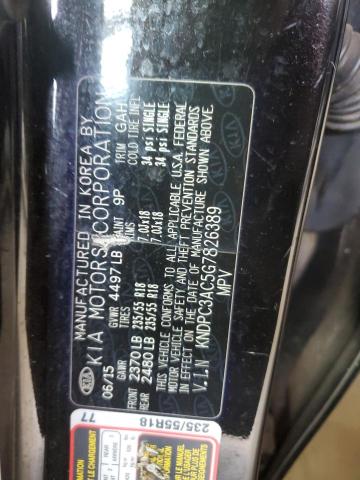 MANUFACTURED IN KOREA BY
KIA MOTORS CORPORATION
06/15 GVWR 4497 LB PAINT 9P TRIM GAH
GAWR TIRES RIMS COLD TIRE INFL
FRONT 2370 LB 235/55 R18 7.0Jx18 34 psi SINGLE
REAR 2480 LB 235/55 R18 7.0Jx18 34 psi SINGLE
THIS VEHICLE CONFORMS TO ALL APPLICABLE U.S.A. FEDERAL
MOTOR VEHICLE SAFETY AND THEFT PREVENTION STANDARDS
IN EFFECT ON THE DATE OF MANUFACTURE SHOWN ABOVE.
V.I.N KNDPC3AC5G7826389
MPV
KIA
235/55R18
77